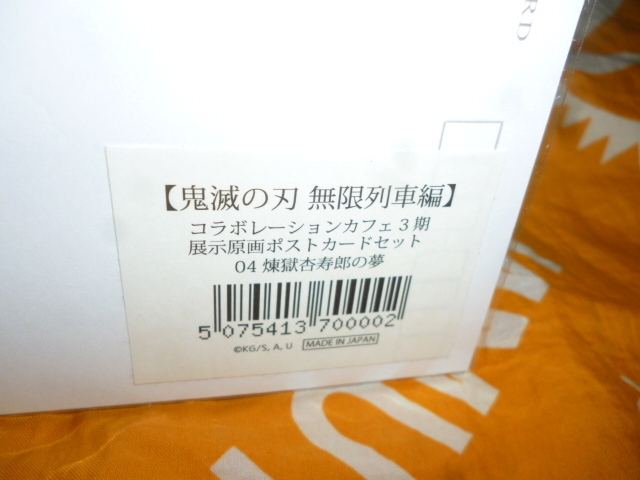 RD
【鬼滅の刃 無限列車編】
コラボレーションカフェ3期
展示原画ポストカードセット
04 煉獄杏寿郎の夢
5 075413 700002
©KG/S, A, U MADE IN JAPAN